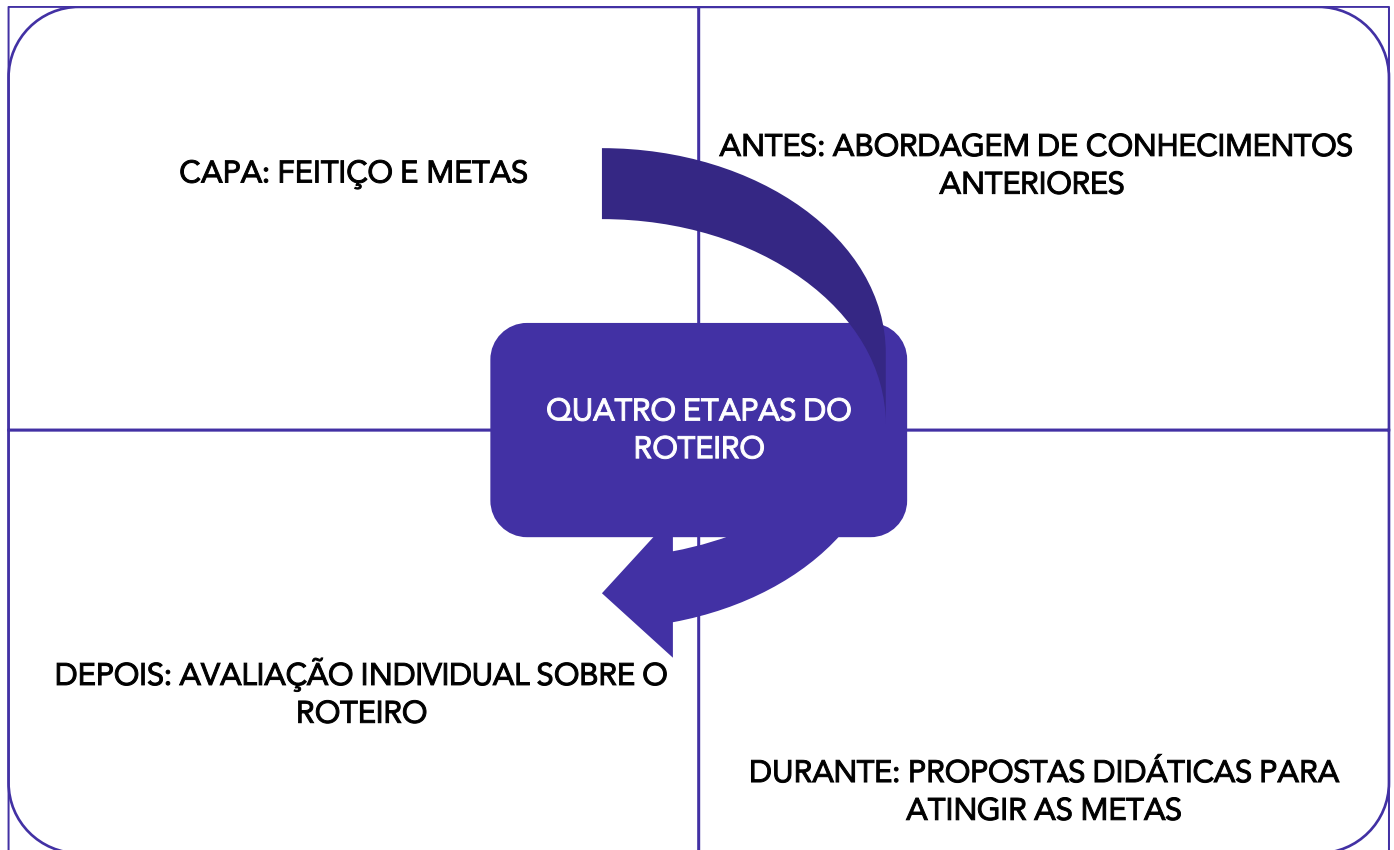 CAPA: FEITIÇO E METAS
ANTES: ABORDAGEM DE CONHECIMENTOS
ANTERIORES
QUATRO ETAPAS DO
ROTEIRO
DEPOIS: AVALIAÇÃO INDIVIDUAL SOBRE O
ROTEIRO
DURANTE: PROPOSTAS DIDÁTICAS PARA
ATINGIR AS METAS